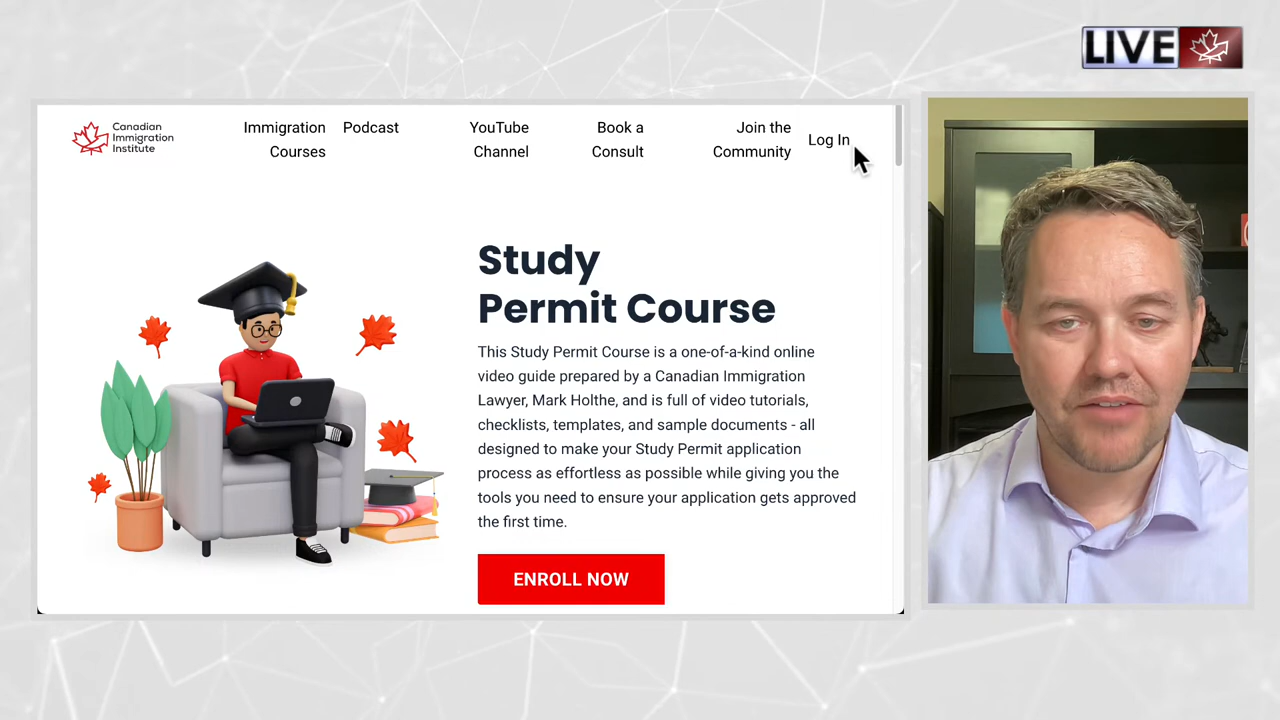 LIVE
Canadian
Immigration
Institute
Immigration
Courses
Podcast
YouTube
Channel
Book a
Consult
Join the
Community
Log In
Study
Permit Course
This Study Permit Course is a one-of-a-kind online
video guide prepared by a Canadian Immigration
Lawyer, Mark Holthe, and is full of video tutorials,
checklists, templates, and sample documents - all
designed to make your Study Permit application
process as effortless as possible while giving you the
tools you need to ensure your application gets approved
the first time.
ENROLL NOW